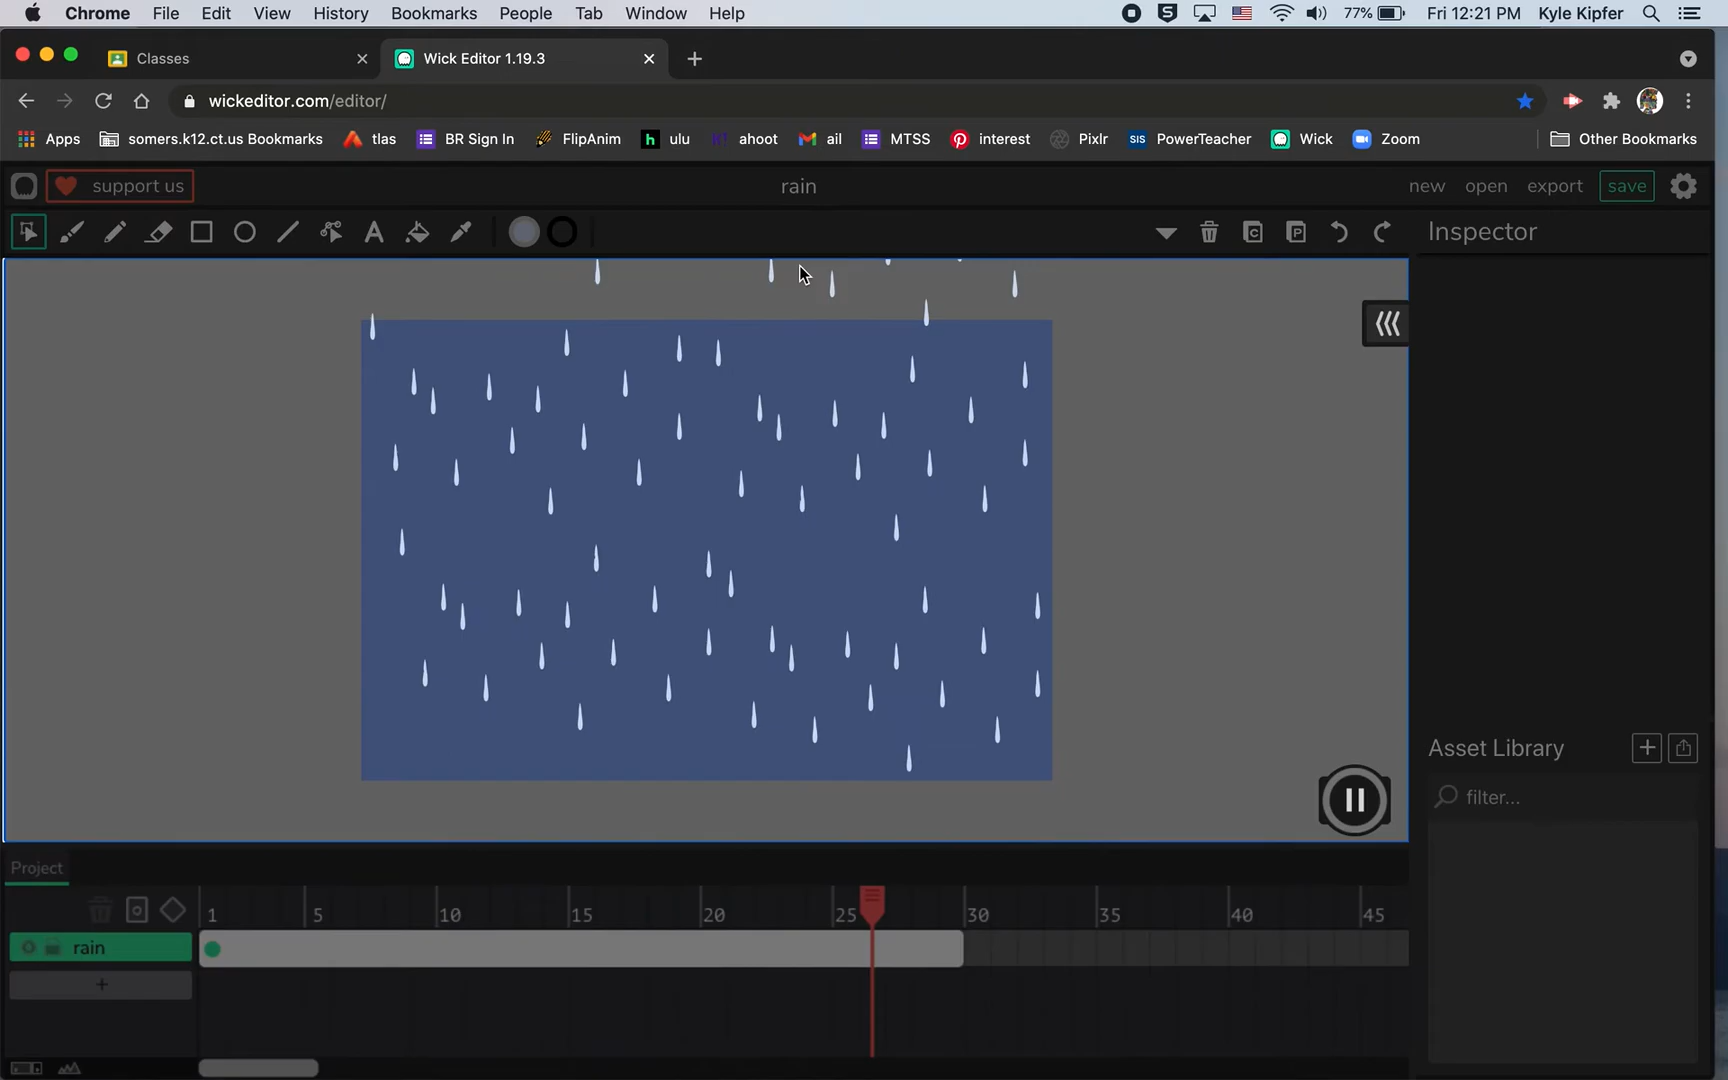 Chrome File Edit View History Bookmarks People Tab Window Help 77% Fri 12:21 PM Kyle Kipfer
Classes Wick Editor 1.19.3
wickeditor.com/editor/
Apps somers.k12.ct.us Bookmarks tlas BR Sign In FlipAnim h ulu ahoot ail MTSS interest Pixlr SIS PowerTeacher Wick Zoom Other Bookmarks
support us rain new open export save
A C P Inspector
Asset Library
filter...
Project
1 5 10 15 20 25 30 35 40 45
rain